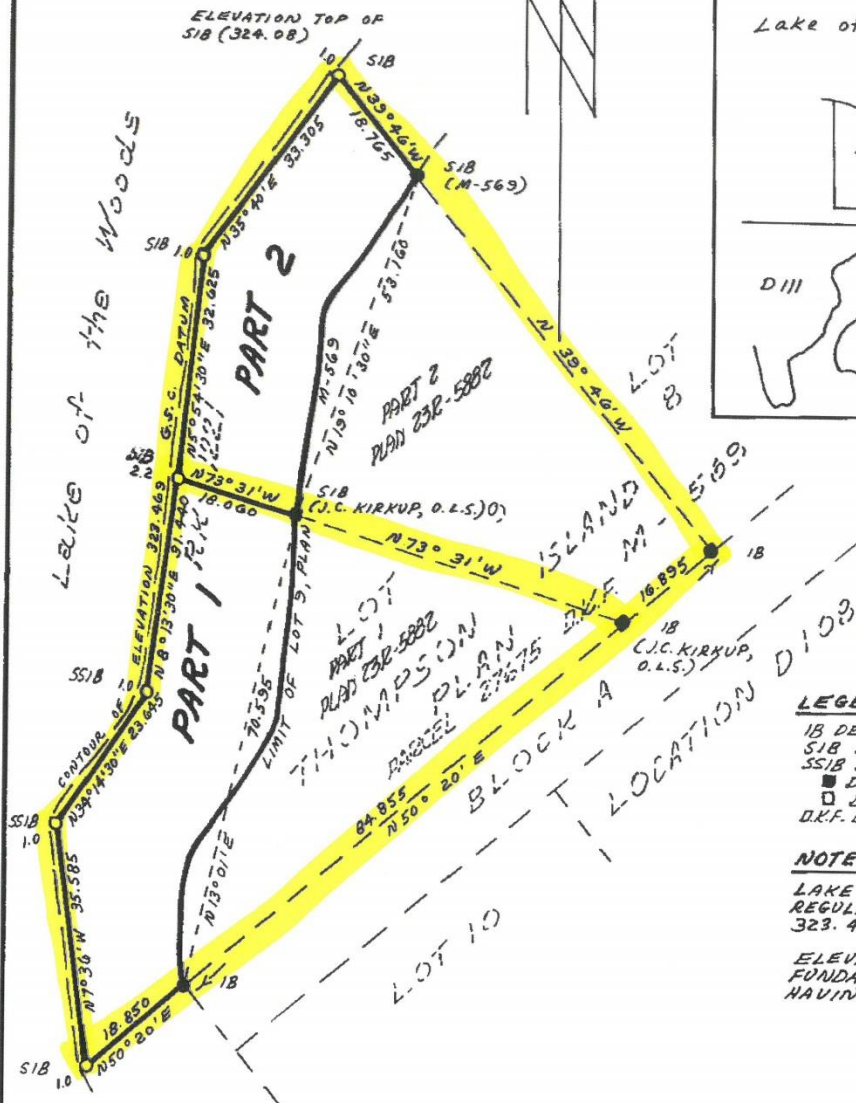 ELEVATION TOP OF
SIB (324.08)
Lake of
1.0
SIB
N39°46'W
18.765
SIB
(M-569)
N35°40'E 33.305
SIB 1.0
Lake of the Woods
PART 2
N5°54'30"E 32.625
G.S.C. DATUM
M-569
N19°10'30"E 53.760
PART 2
PLAN 23R-5882
N 39° 46' W
LOT
8
D III
2.2
N73°31'W
18.060
SIB
(J.C. KIRKUP, O.L.S.)
N 73° 31' W
ISLAND
M-569
16.895
IB
IB
(J.C. KIRKUP,
O.L.S.)
ELEVATION 323.469
N8°13'30"E 31.440
PART 1
CONTOUR OF
SSIB
1.0
N34°14'30"E 23.645
SSIB
1.0
LOT
PART 1
PLAN 23R-5882
THOMPSON
PLAN
PARCEL 27675
D.K.F.
LIMIT OF LOT 9, PLAN
70.595
N13°01'E
84.855
N50° 20' E
BLOCK A
LOCATION D108
LOT 10
N7°36'W 35.585
18.850
N50°20'E
IB
SIB
1.0
LEGE
IB DE
SIB
SSIB
D.K.F.
NOTE
LAKE
REGUL
323.4
ELEV
FUNDA
HAVIN